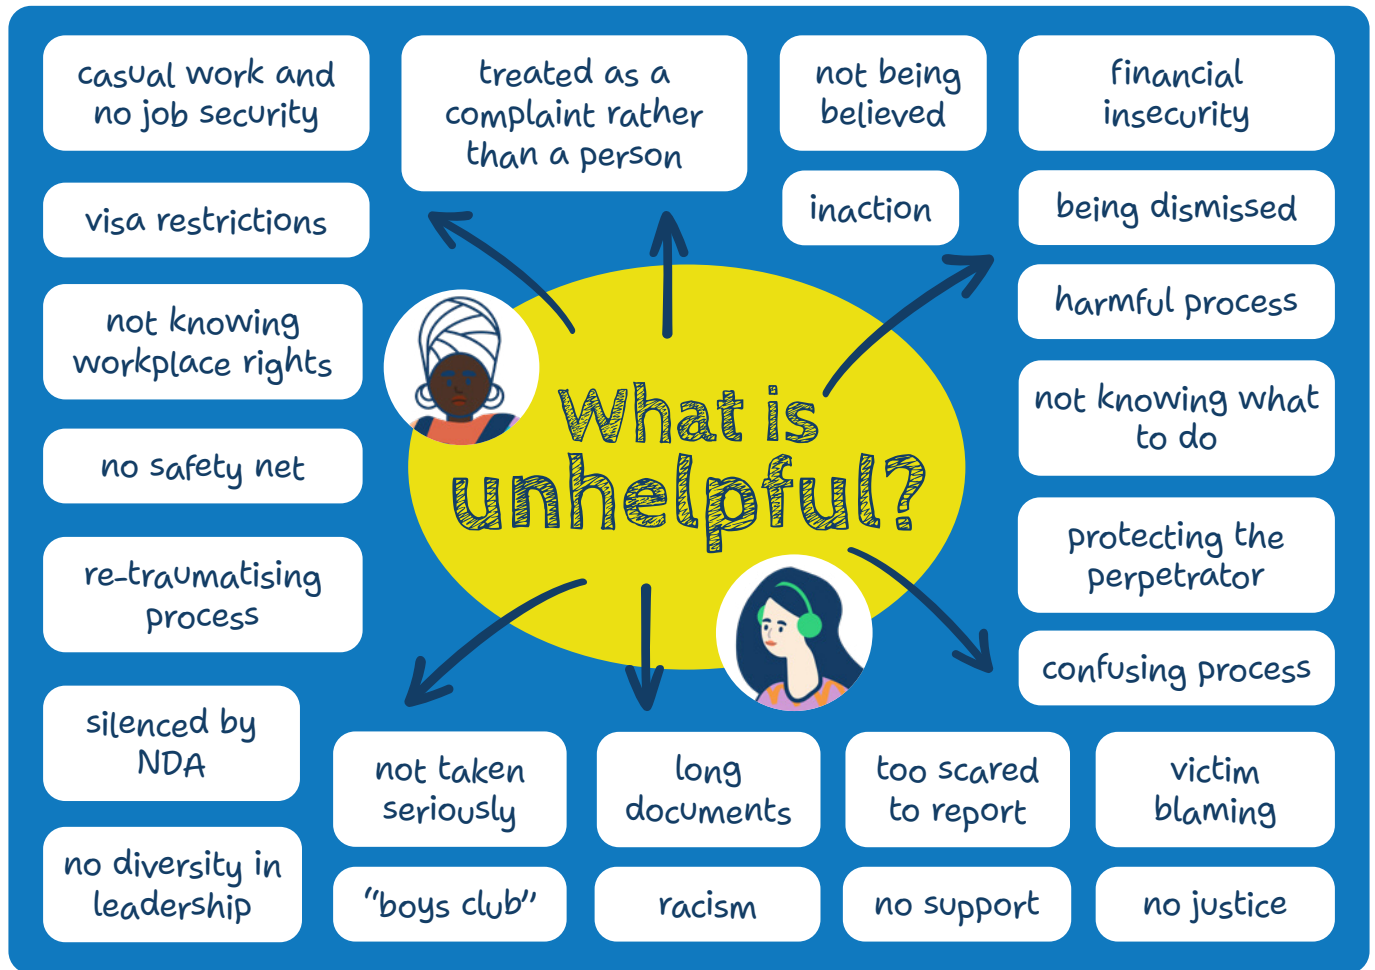 casual work and
no job security
treated as a
complaint rather
than a person
not being
believed
financial
insecurity
visa restrictions
inaction
being dismissed
not knowing
workplace rights
harmful process
no safety net
not knowing what
to do
What is
unhelpful?
re-traumatising
process
protecting the
perpetrator
confusing process
silenced by
NDA
not taken
seriously
long
documents
too scared
to report
victim
blaming
no diversity in
leadership
"boys club"
racism
no support
no justice